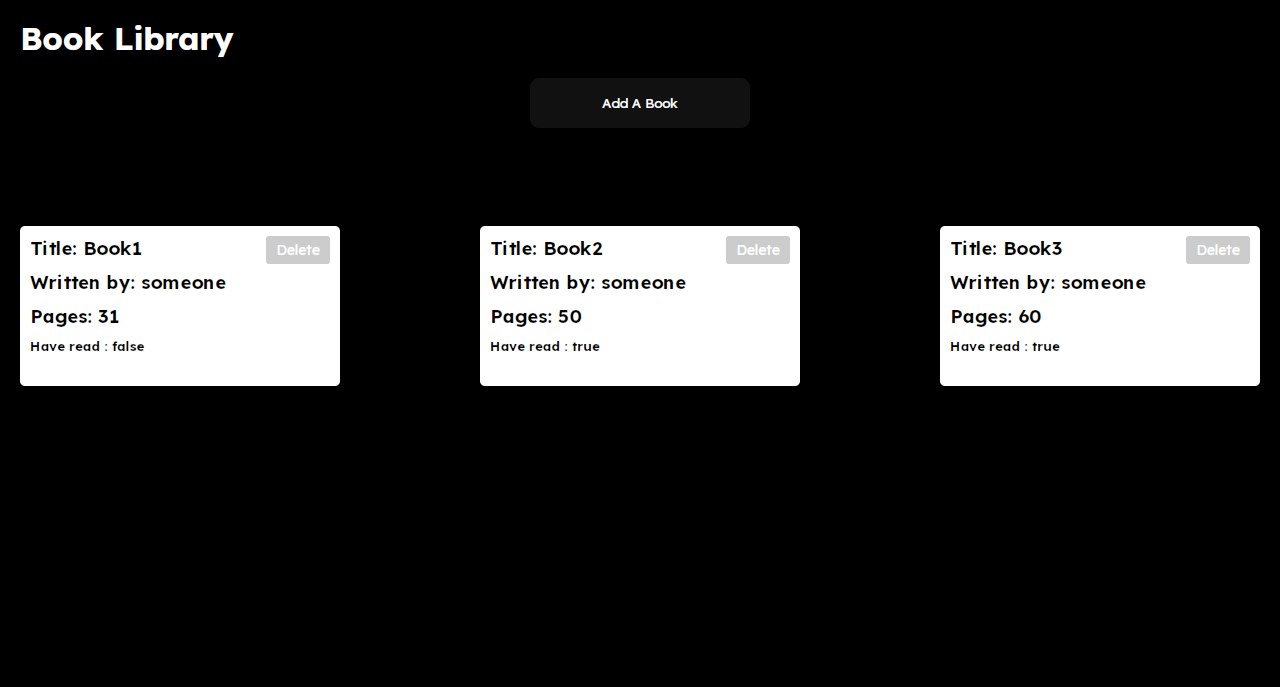 Book Library
Add A Book
Title: Book1
Delete
Written by: someone
Pages: 31
Have read : false
Title: Book2
Delete
Written by: someone
Pages: 50
Have read : true
Title: Book3
Delete
Written by: someone
Pages: 60
Have read : true